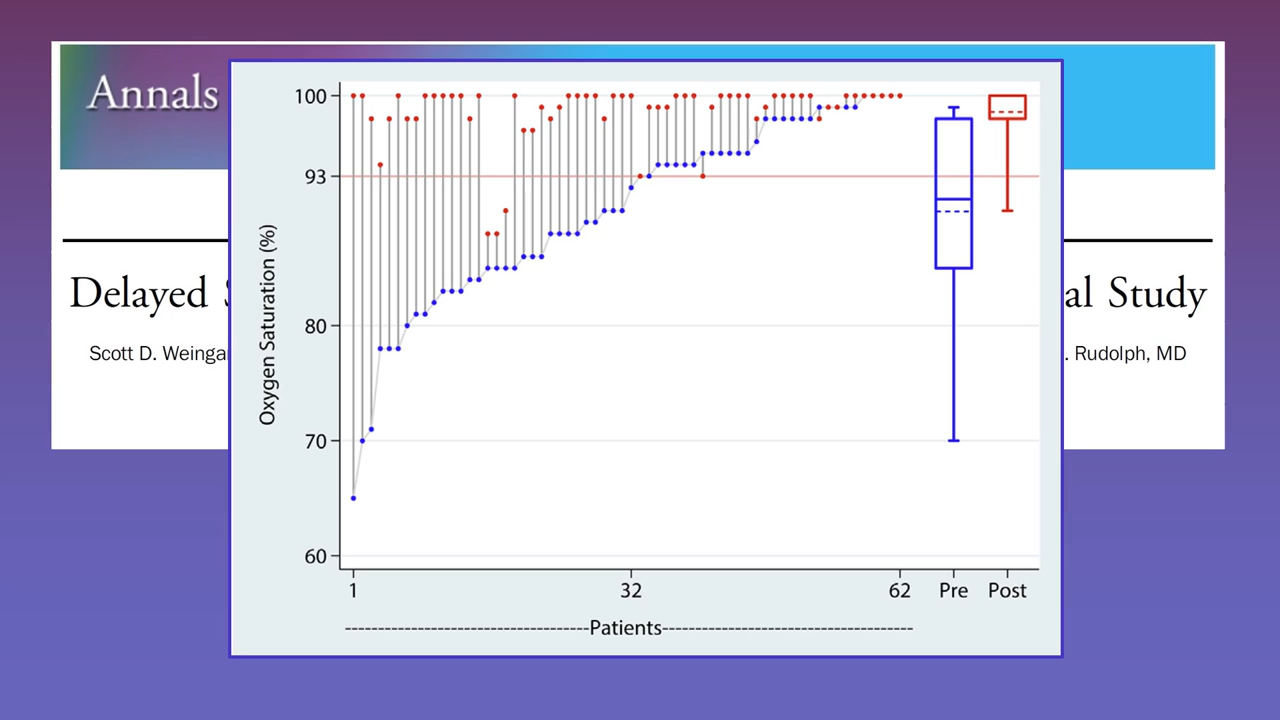 Annals
Delayed
al Study
Scott D.
. Rudolph, MD
Oxygen Saturation (%)
100
93
80
70
60
1 32 62 Pre Post
Patients